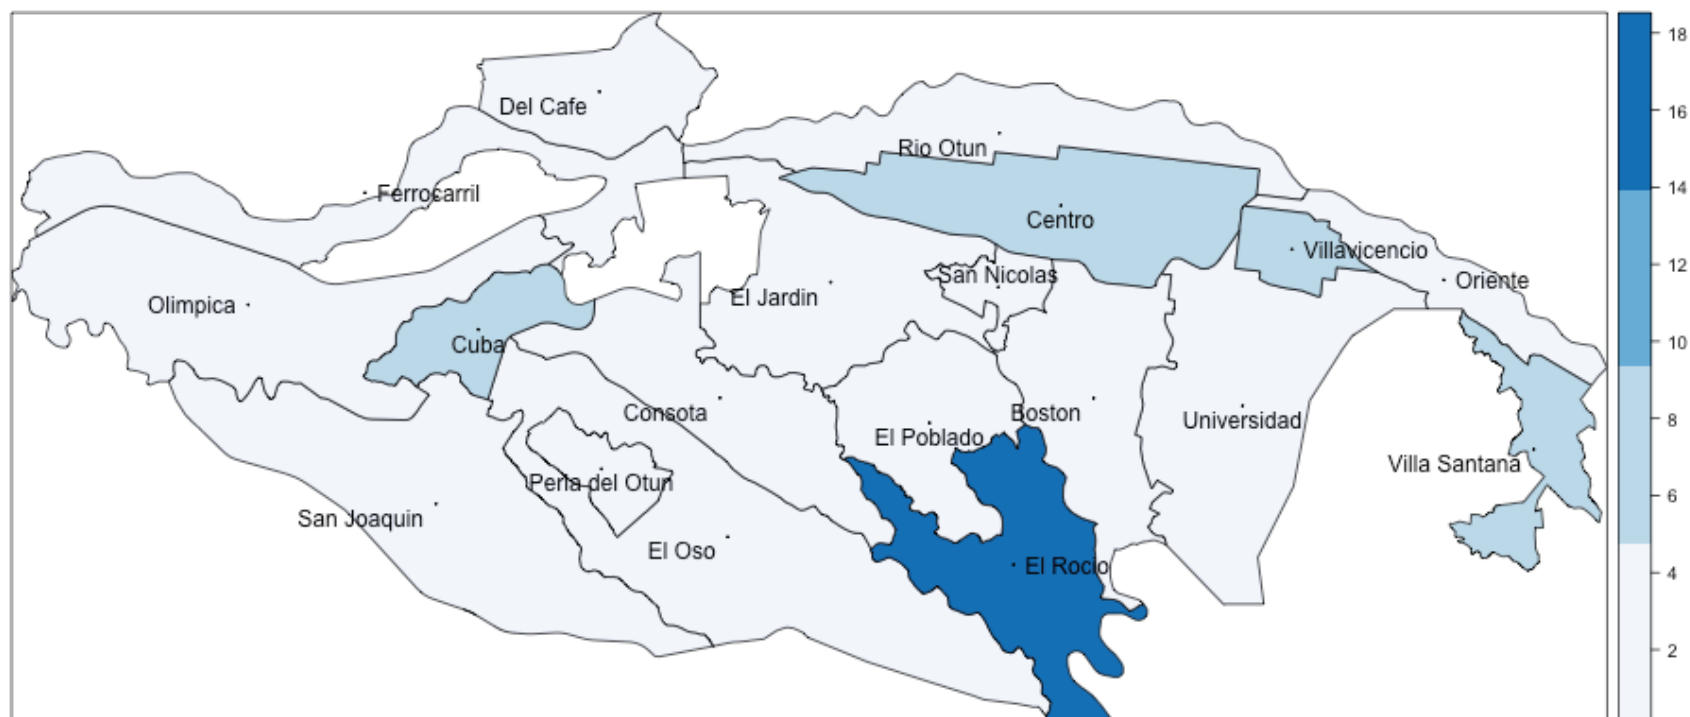 Del Cafe
Rio Otun
Ferrocarril
Centro
Villavicencio
San Nicolas
Oriente
El Jardin
Olimpica
Cuba
Consota
Boston
Universidad
El Poblado
Villa Santana
Perla del Otun
San Joaquin
El Oso
El Rocio
18
16
14
12
10
8
6
4
2